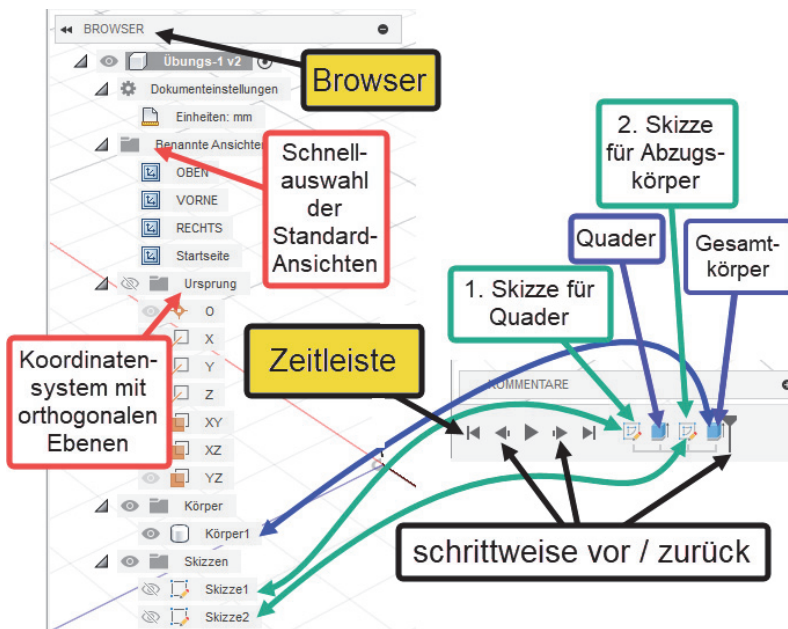 BROWSER
Übungs-1 v2
Browser
Dokumenteinstellungen
Einheiten: mm
Benannte Ansichten
OBEN
VORNE
RECHTS
Startseite
Schnell-
auswahl
der
Standard-
Ansichten
Ursprung
O
X
Y
Z
XY
XZ
YZ
Koordinaten-
system mit
orthogonalen
Ebenen
Körper
Körper1
Skizzen
Skizze1
Skizze2
2. Skizze
für Abzugs-
körper
Quader
Gesamt-
körper
1. Skizze für
Quader
Zeitleiste
KOMMENTARE
schrittweise vor / zurück